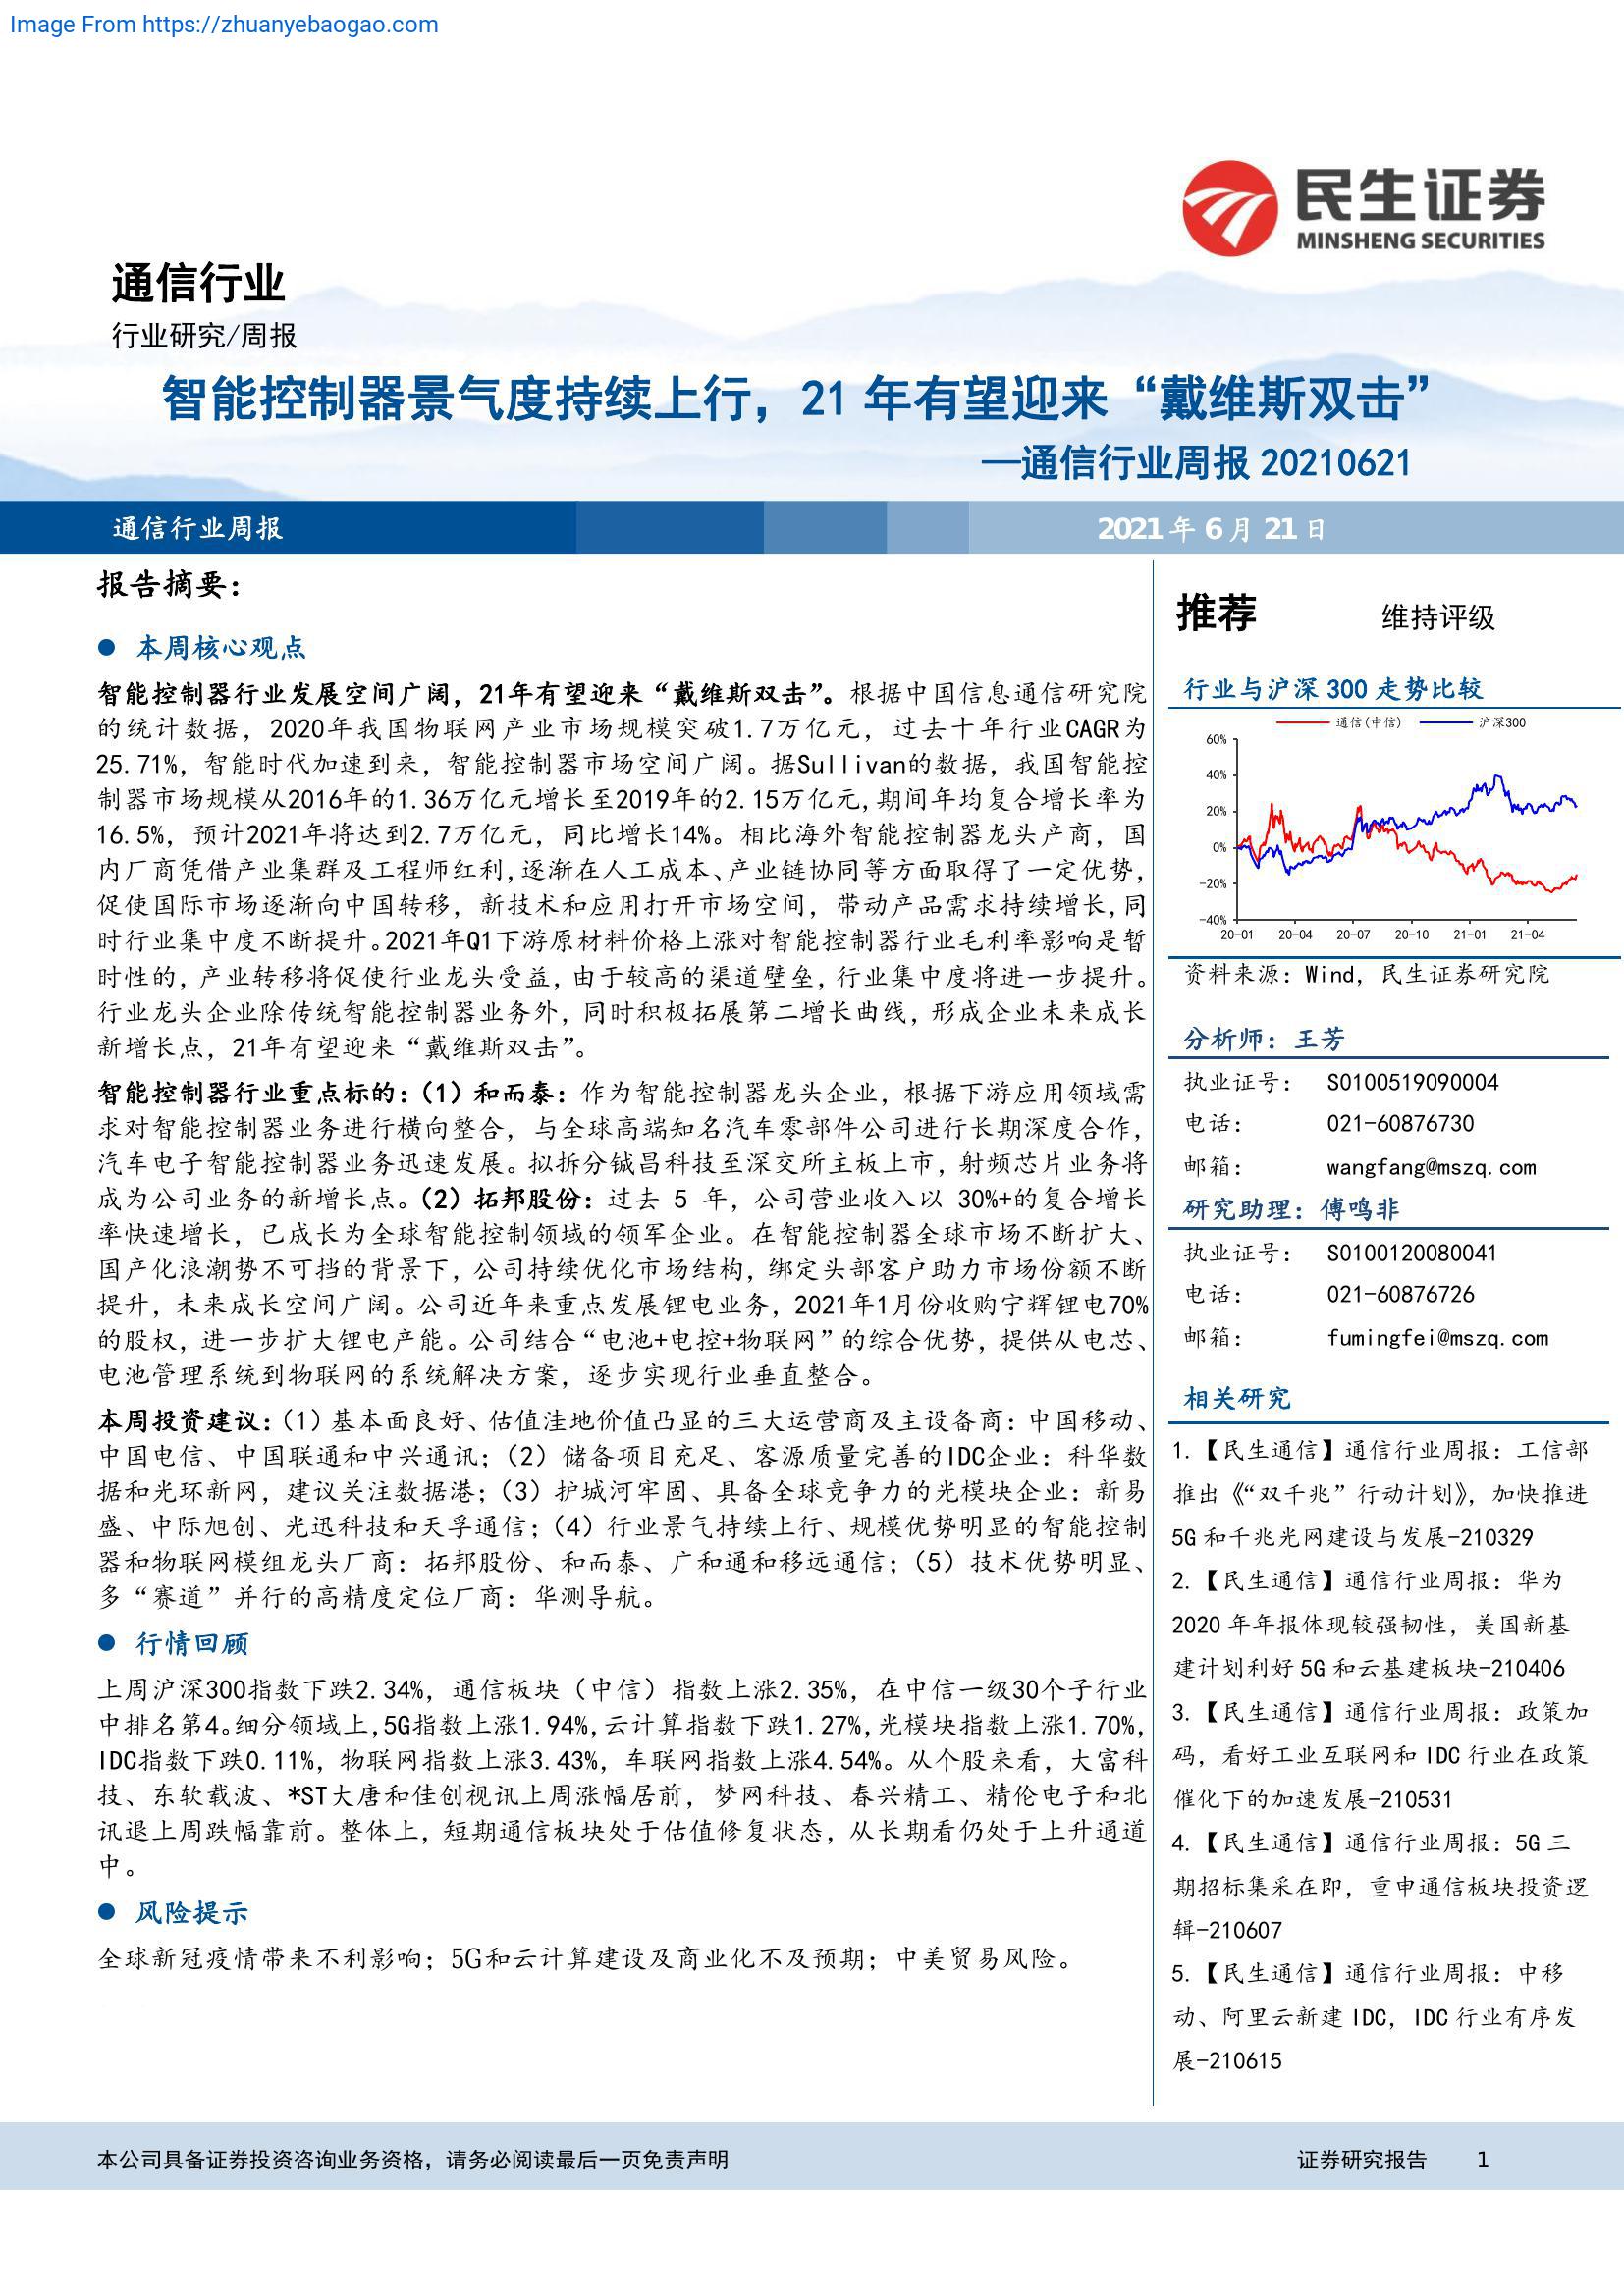 Image From https://zhuanyebaogao.com
民生证券
MINSHENG SECURITIES
通信行业
行业研究/周报
智能控制器景气度持续上行，21 年有望迎来“戴维斯双击”
—通信行业周报 20210621
通信行业周报
2021 年 6 月 21 日
报告摘要：
● 本周核心观点
智能控制器行业发展空间广阔，21年有望迎来“戴维斯双击”。根据中国信息通信研究院
的统计数据，2020年我国物联网产业市场规模突破1.7万亿元，过去十年行业CAGR为
25.71%，智能时代加速到来，智能控制器市场空间广阔。据Sullivan的数据，我国智能控
制器市场规模从2016年的1.36万亿元增长至2019年的2.15万亿元,期间年均复合增长率为
16.5%，预计2021年将达到2.7万亿元，同比增长14%。相比海外智能控制器龙头产商，国
内厂商凭借产业集群及工程师红利,逐渐在人工成本、产业链协同等方面取得了一定优势，
促使国际市场逐渐向中国转移，新技术和应用打开市场空间，带动产品需求持续增长,同
时行业集中度不断提升。2021年Q1下游原材料价格上涨对智能控制器行业毛利率影响是暂
时性的，产业转移将促使行业龙头受益，由于较高的渠道壁垒，行业集中度将进一步提升。
行业龙头企业除传统智能控制器业务外，同时积极拓展第二增长曲线，形成企业未来成长
新增长点，21年有望迎来“戴维斯双击”。
智能控制器行业重点标的：（1）和而泰：作为智能控制器龙头企业，根据下游应用领域需
求对智能控制器业务进行横向整合，与全球高端知名汽车零部件公司进行长期深度合作，
汽车电子智能控制器业务迅速发展。拟拆分铖昌科技至深交所主板上市，射频芯片业务将
成为公司业务的新增长点。（2）拓邦股份：过去 5 年，公司营业收入以 30%+的复合增长
率快速增长，已成长为全球智能控制领域的领军企业。在智能控制器全球市场不断扩大、
国产化浪潮势不可挡的背景下，公司持续优化市场结构，绑定头部客户助力市场份额不断
提升，未来成长空间广阔。公司近年来重点发展锂电业务，2021年1月份收购宁辉锂电70%
的股权，进一步扩大锂电产能。公司结合“电池+电控+物联网”的综合优势，提供从电芯、
电池管理系统到物联网的系统解决方案，逐步实现行业垂直整合。
本周投资建议：（1）基本面良好、估值洼地价值凸显的三大运营商及主设备商：中国移动、
中国电信、中国联通和中兴通讯；（2）储备项目充足、客源质量完善的IDC企业：科华数
据和光环新网，建议关注数据港；（3）护城河牢固、具备全球竞争力的光模块企业：新易
盛、中际旭创、光迅科技和天孚通信；（4）行业景气持续上行、规模优势明显的智能控制
器和物联网模组龙头厂商：拓邦股份、和而泰、广和通和移远通信；（5）技术优势明显、
多“赛道”并行的高精度定位厂商：华测导航。
● 行情回顾
上周沪深300指数下跌2.34%，通信板块（中信）指数上涨2.35%，在中信一级30个子行业
中排名第4。细分领域上，5G指数上涨1.94%，云计算指数下跌1.27%，光模块指数上涨1.70%，
IDC指数下跌0.11%，物联网指数上涨3.43%，车联网指数上涨4.54%。从个股来看，大富科
技、东软载波、*ST大唐和佳创视讯上周涨幅居前，梦网科技、春兴精工、精伦电子和北
讯退上周跌幅靠前。整体上，短期通信板块处于估值修复状态，从长期看仍处于上升通道
中。
● 风险提示
全球新冠疫情带来不利影响；5G和云计算建设及商业化不及预期；中美贸易风险。
推荐 维持评级
行业与沪深 300 走势比较
通信(中信) 沪深300
60%
40%
20%
0%
-20%
-40%
20-01 20-04 20-07 20-10 21-01 21-04
资料来源：Wind，民生证券研究院
分析师：王芳
执业证号： S0100519090004
电话： 021-60876730
邮箱： wangfang@mszq.com
研究助理：傅鸣非
执业证号： S0100120080041
电话： 021-60876726
邮箱： fumingfei@mszq.com
相关研究
1.【民生通信】通信行业周报：工信部
推出《“双千兆”行动计划》，加快推进
5G 和千兆光网建设与发展-210329
2.【民生通信】通信行业周报：华为
2020 年年报体现较强韧性，美国新基
建计划利好 5G 和云基建板块-210406
3.【民生通信】通信行业周报：政策加
码，看好工业互联网和 IDC 行业在政策
催化下的加速发展-210531
4.【民生通信】通信行业周报：5G 三
期招标集采在即，重申通信板块投资逻
辑-210607
5.【民生通信】通信行业周报：中移
动、阿里云新建 IDC，IDC 行业有序发
展-210615
本公司具备证券投资咨询业务资格，请务必阅读最后一页免责声明
证券研究报告 1